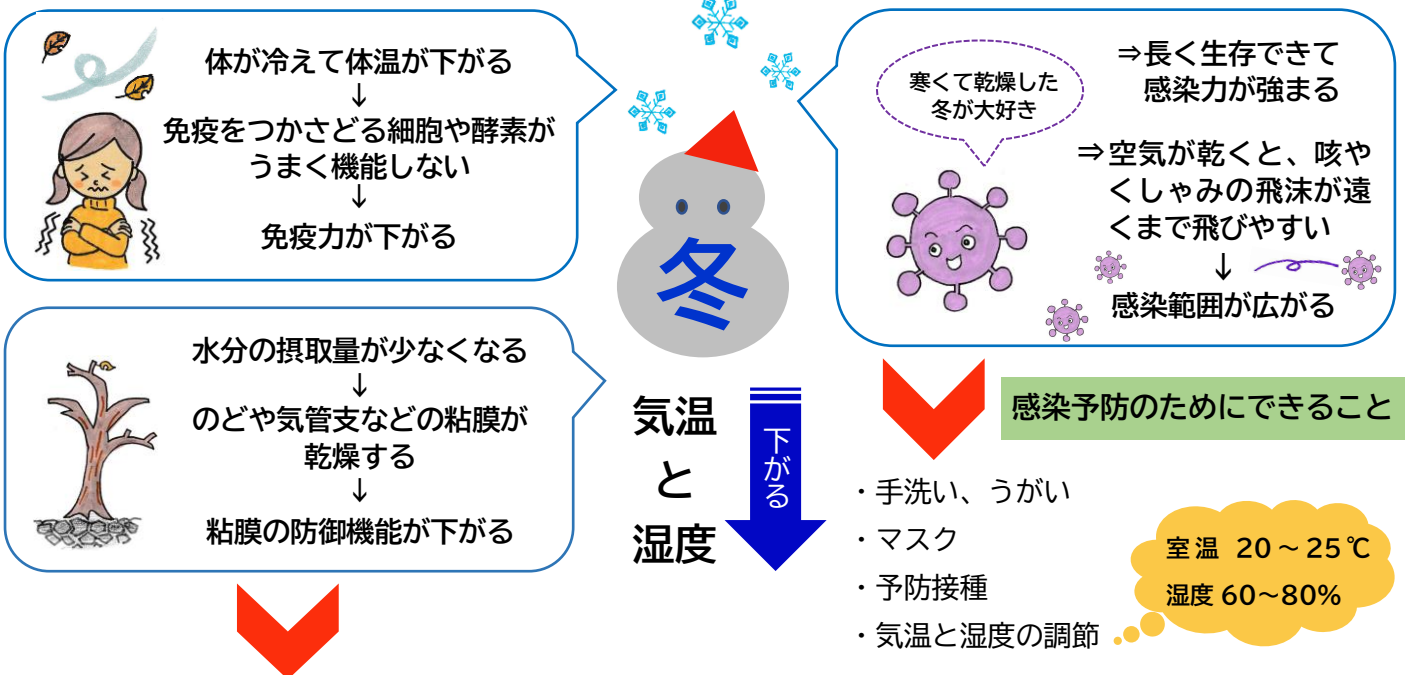 体が冷えて体温が下がる
↓
免疫をつかさどる細胞や酵素が
うまく機能しない
↓
免疫力が下がる
水分の摂取量が少なくなる
↓
のどや気管支などの粘膜が
乾燥する
↓
粘膜の防御機能が下がる
冬
気温
と
湿度
下がる
寒くて乾燥した
冬が大好き
⇒長く生存できて
感染力が強まる
⇒空気が乾くと、咳や
くしゃみの飛沫が遠
くまで飛びやすい
↓
感染範囲が広がる
感染予防のためにできること
・手洗い、うがい
・マスク
・予防接種
・気温と湿度の調節
室温 20～25℃
湿度 60～80%